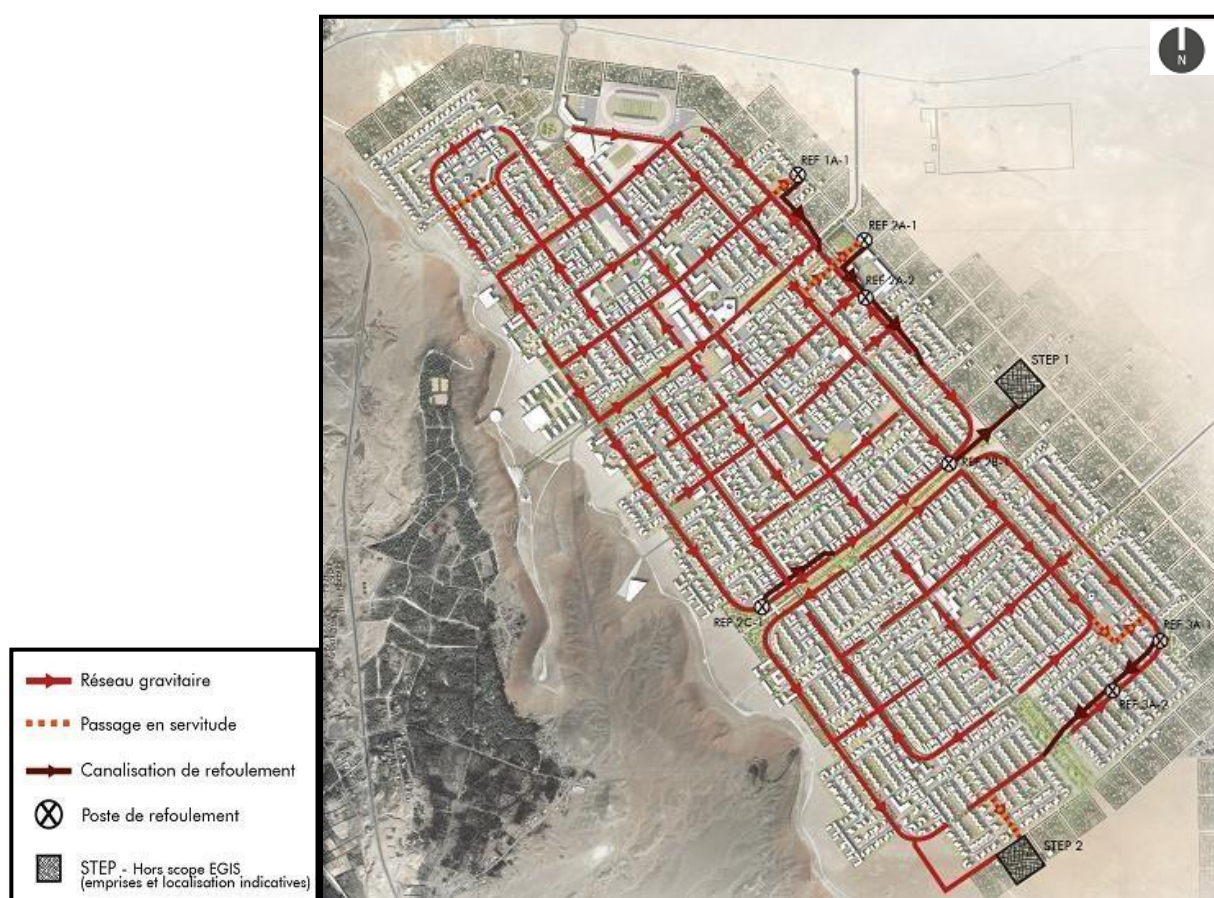 N
REF 1A-1
REF 2A-1
REF 2A-2
STEP 1
REF 2B-1
REF 2C-1
REF 3A-1
REF 3A-2
STEP 2
Réseau gravitaire
Passage en servitude
Canalisation de refoulement
Poste de refoulement
STEP - Hors scope EGIS
(emprises et localisation indicatives)